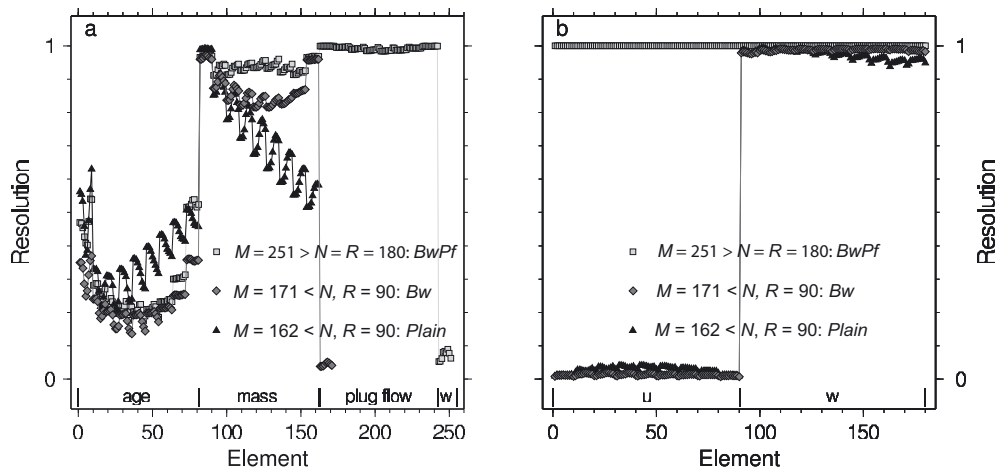 a
1
Resolution
M = 251 > N = R = 180: BwPf
M = 171 < N, R = 90: Bw
M = 162 < N, R = 90: Plain
0
age mass plug flow w
0 50 100 150 200 250
Element
b
1
Resolution
M = 251 > N = R = 180: BwPf
M = 171 < N, R = 90: Bw
M = 162 < N, R = 90: Plain
0
u w
0 50 100 150
Element